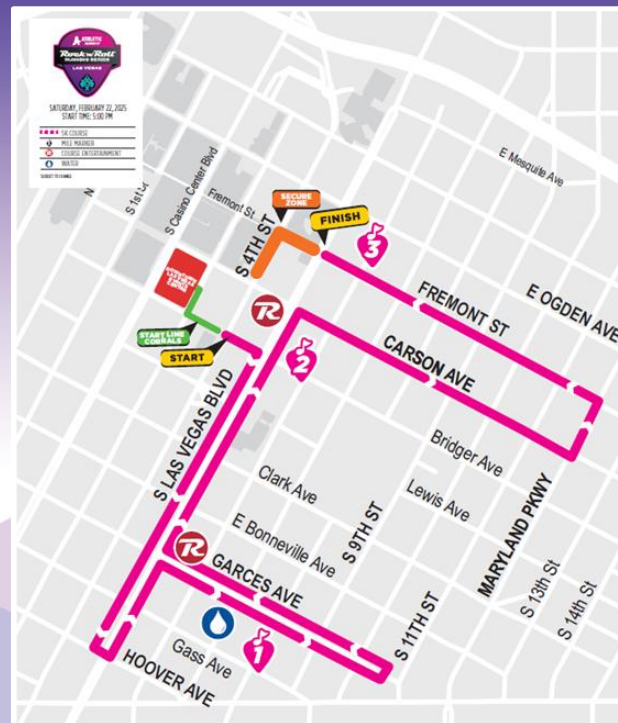 ATHLETIC
Rock 'n' Roll
RUNNING SERIES
LAS VEGAS
SATURDAY, FEBRUARY 22, 2025
START TIME: 5:00 PM
5K COURSE
MILE MARKER
COURSE ENTERTAINMENT
WATER
SUBJECT TO CHANGE
E Mesquite Ave
S 1st St
S Casino Center Blvd
Fremont St
SECURE
ZONE
FINISH
S 4TH ST
3
FREMONT ST
E OGDEN AVE
START LINE
CORRALS
START
R
CARSON AVE
2
S LAS VEGAS BLVD
Bridger Ave
Clark Ave
Lewis Ave
MARYLAND PKWY
E Bonneville Ave
S 9TH ST
R
GARCES AVE
S 13th St
S 14th St
S 11TH ST
1
Gass Ave
HOOVER AVE